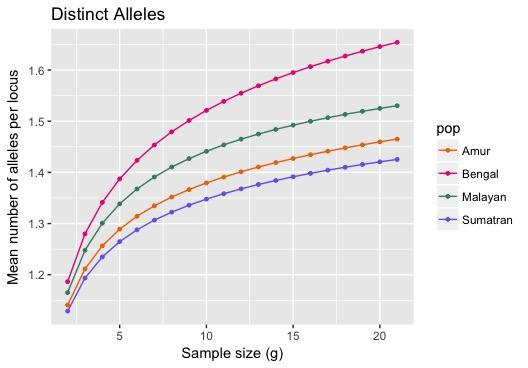 Distinct Alleles
Mean number of alleles per locus
1.6
1.5
1.4
1.3
1.2
5
10
15
20
Sample size (g)
pop
Amur
Bengal
Malayan
Sumatran